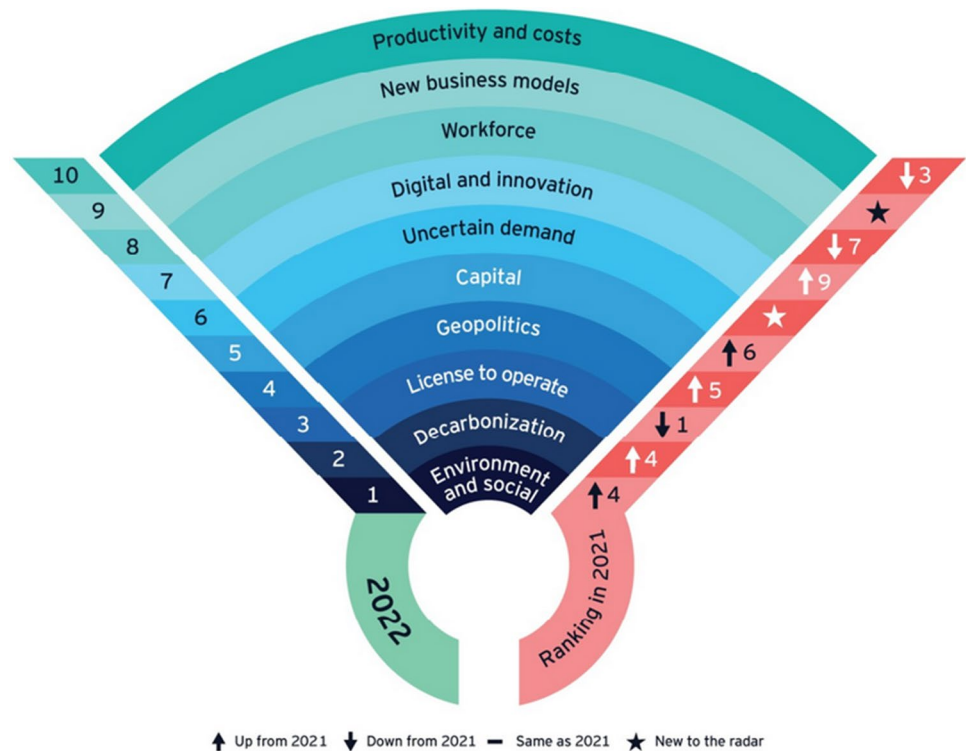 Productivity and costs
New business models
Workforce
Digital and innovation
Uncertain demand
Capital
Geopolitics
License to operate
Decarbonization
Environment
and social
10
9
8
7
6
5
4
3
2
1
2022
3
7
9
6
5
1
4
4
Ranking in 2021
Up from 2021 Down from 2021 Same as 2021 New to the radar